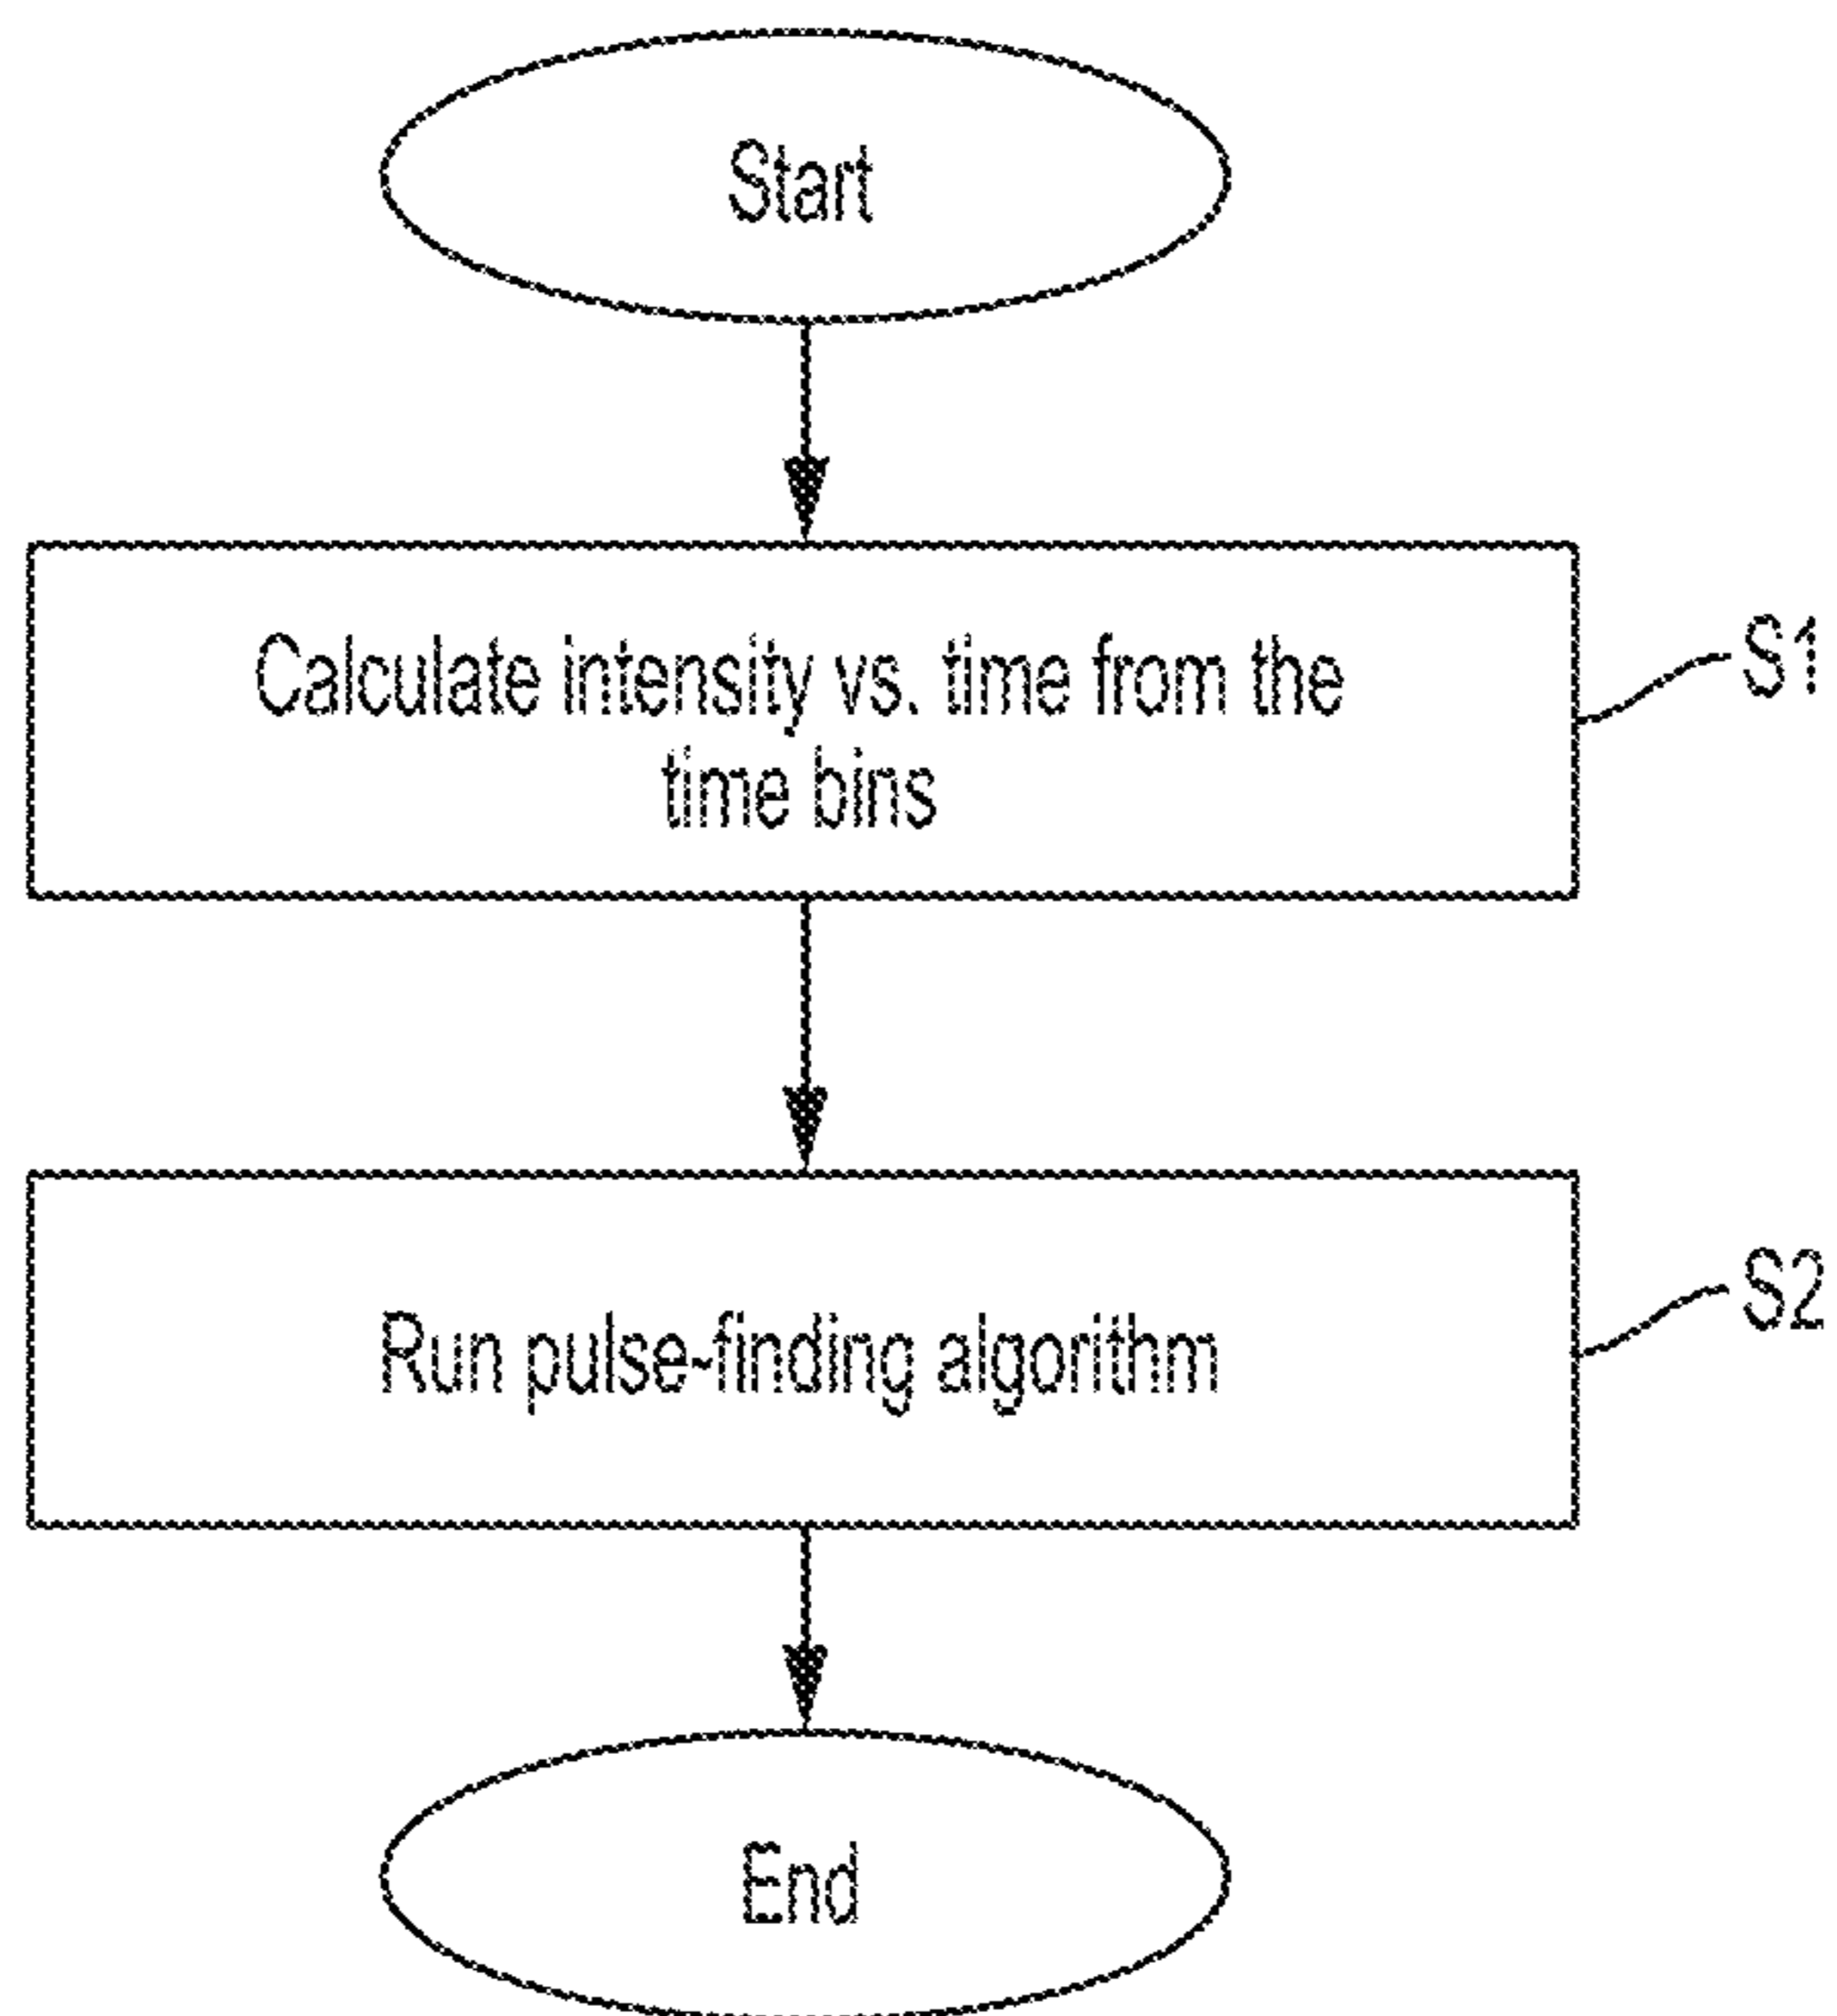 Start
Calculate intensity vs. time from the
time bins
S1
Run pulse-finding algorithm
S2
End